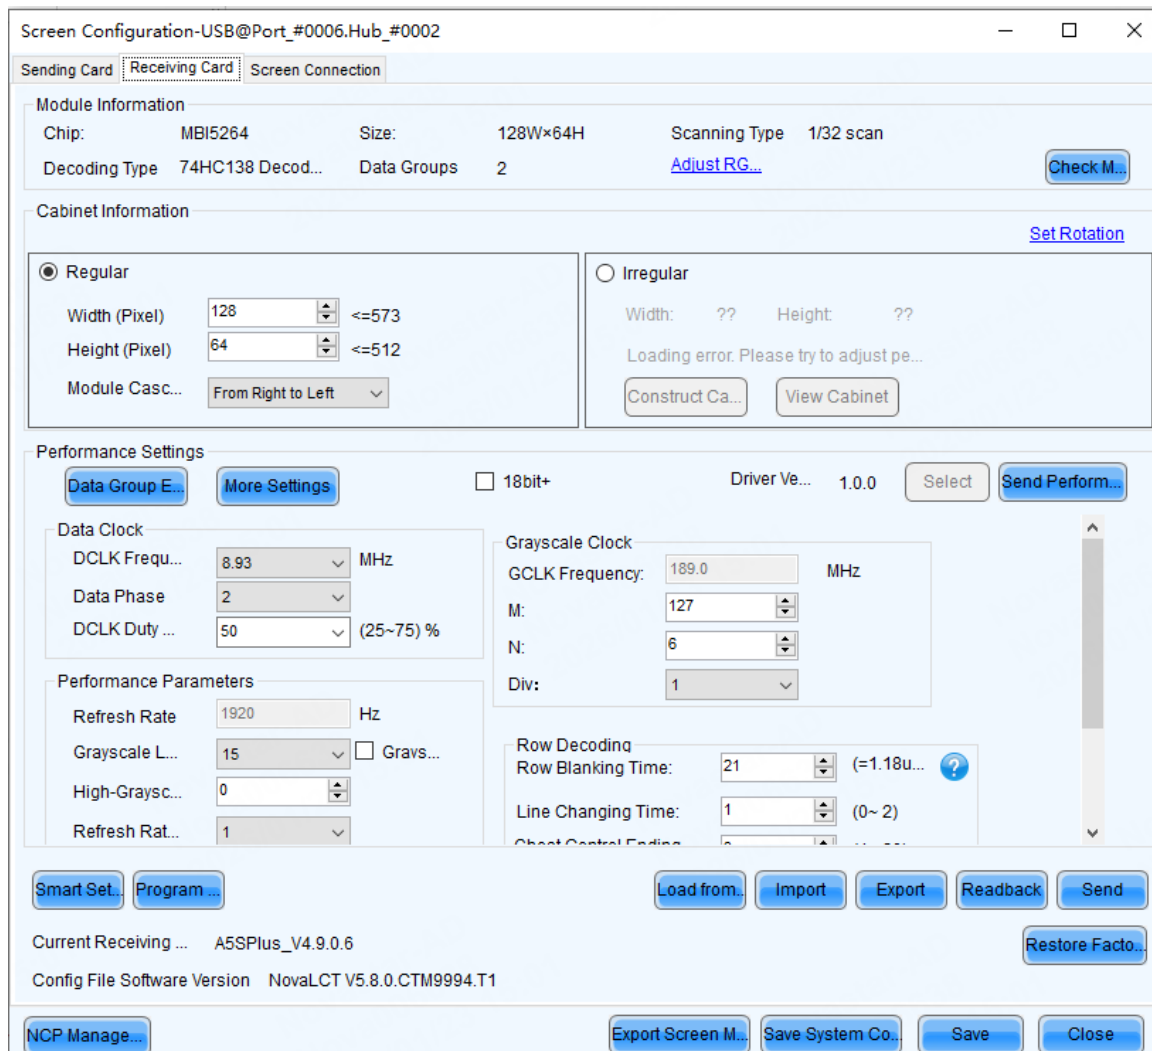 Screen Configuration-USB@Port_#0006.Hub_#0002
Sending Card Receiving Card Screen Connection
Module Information
Chip: MBI5264 Size: 128W×64H Scanning Type 1/32 scan
Decoding Type 74HC138 Decod... Data Groups 2 Adjust RG... Check M...
Cabinet Information
Set Rotation
Regular
Width (Pixel) 128 <=573
Height (Pixel) 64 <=512
Module Casc... From Right to Left
Irregular
Width: ?? Height: ??
Loading error. Please try to adjust pe...
Construct Ca... View Cabinet
Performance Settings
Data Group E... More Settings 18bit+ Driver Ve... 1.0.0 Select Send Perform...
Data Clock
DCLK Frequ... 8.93 MHz
Data Phase 2
DCLK Duty ... 50 (25~75) %
Grayscale Clock
GCLK Frequency: 189.0 MHz
M: 127
N: 6
Div: 1
Performance Parameters
Refresh Rate 1920 Hz
Grayscale L... 15 Grays...
High-Graysc... 0
Refresh Rat... 1
Row Decoding
Row Blanking Time: 21 (=1.18u... ?
Line Changing Time: 1 (0~ 2)
Ghost Control Ending
Smart Set... Program ... Load from.. Import Export Readback Send
Current Receiving ... A5SPlus_V4.9.0.6 Restore Facto...
Config File Software Version NovaLCT V5.8.0.CTM9994.T1
NCP Manage... Export Screen M... Save System Co... Save Close